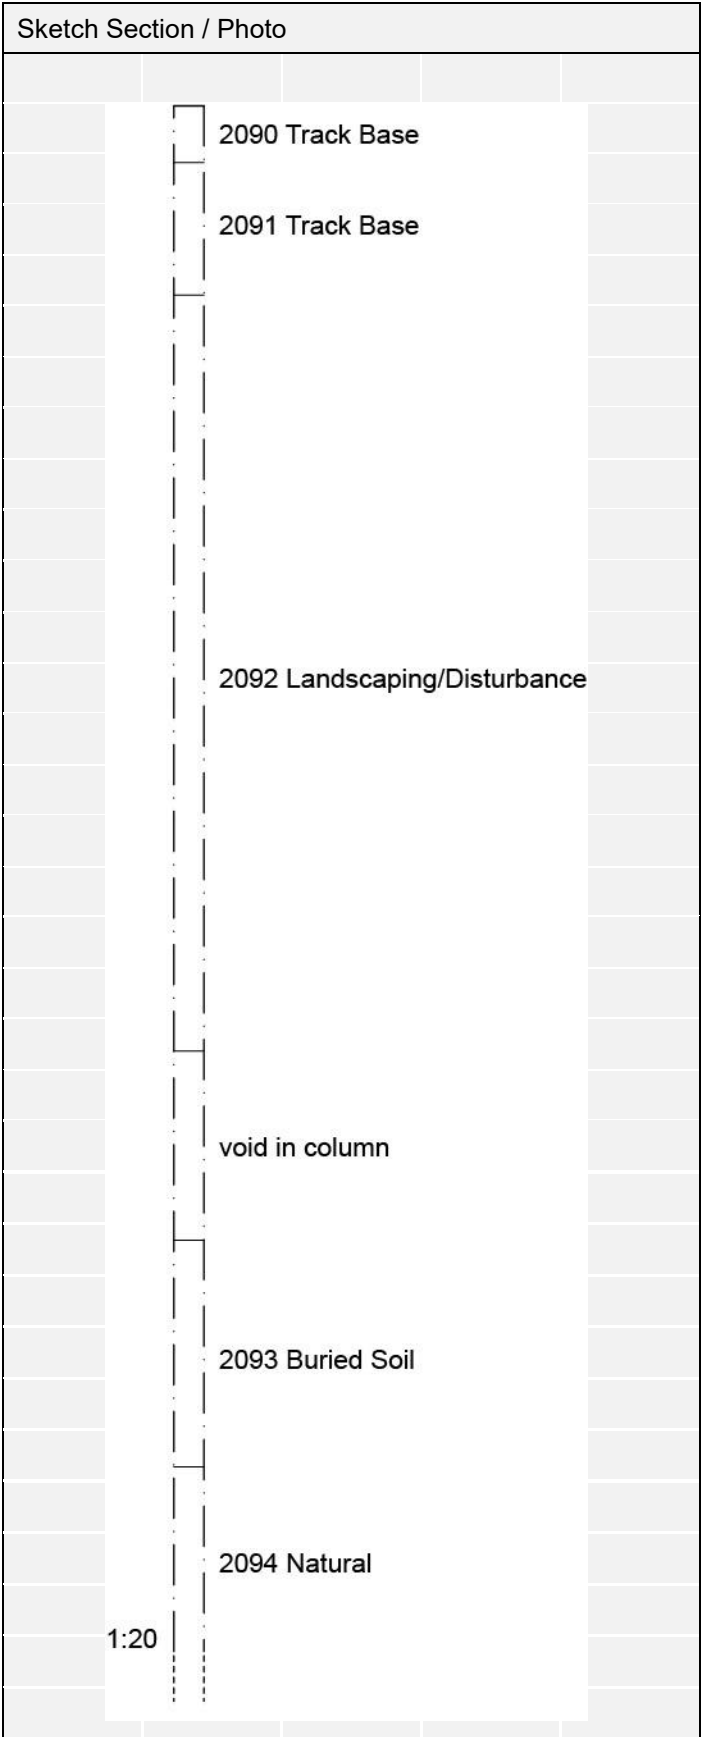 Sketch Section / Photo
2090 Track Base
2091 Track Base
2092 Landscaping/Disturbance
void in column
2093 Buried Soil
2094 Natural
1:20